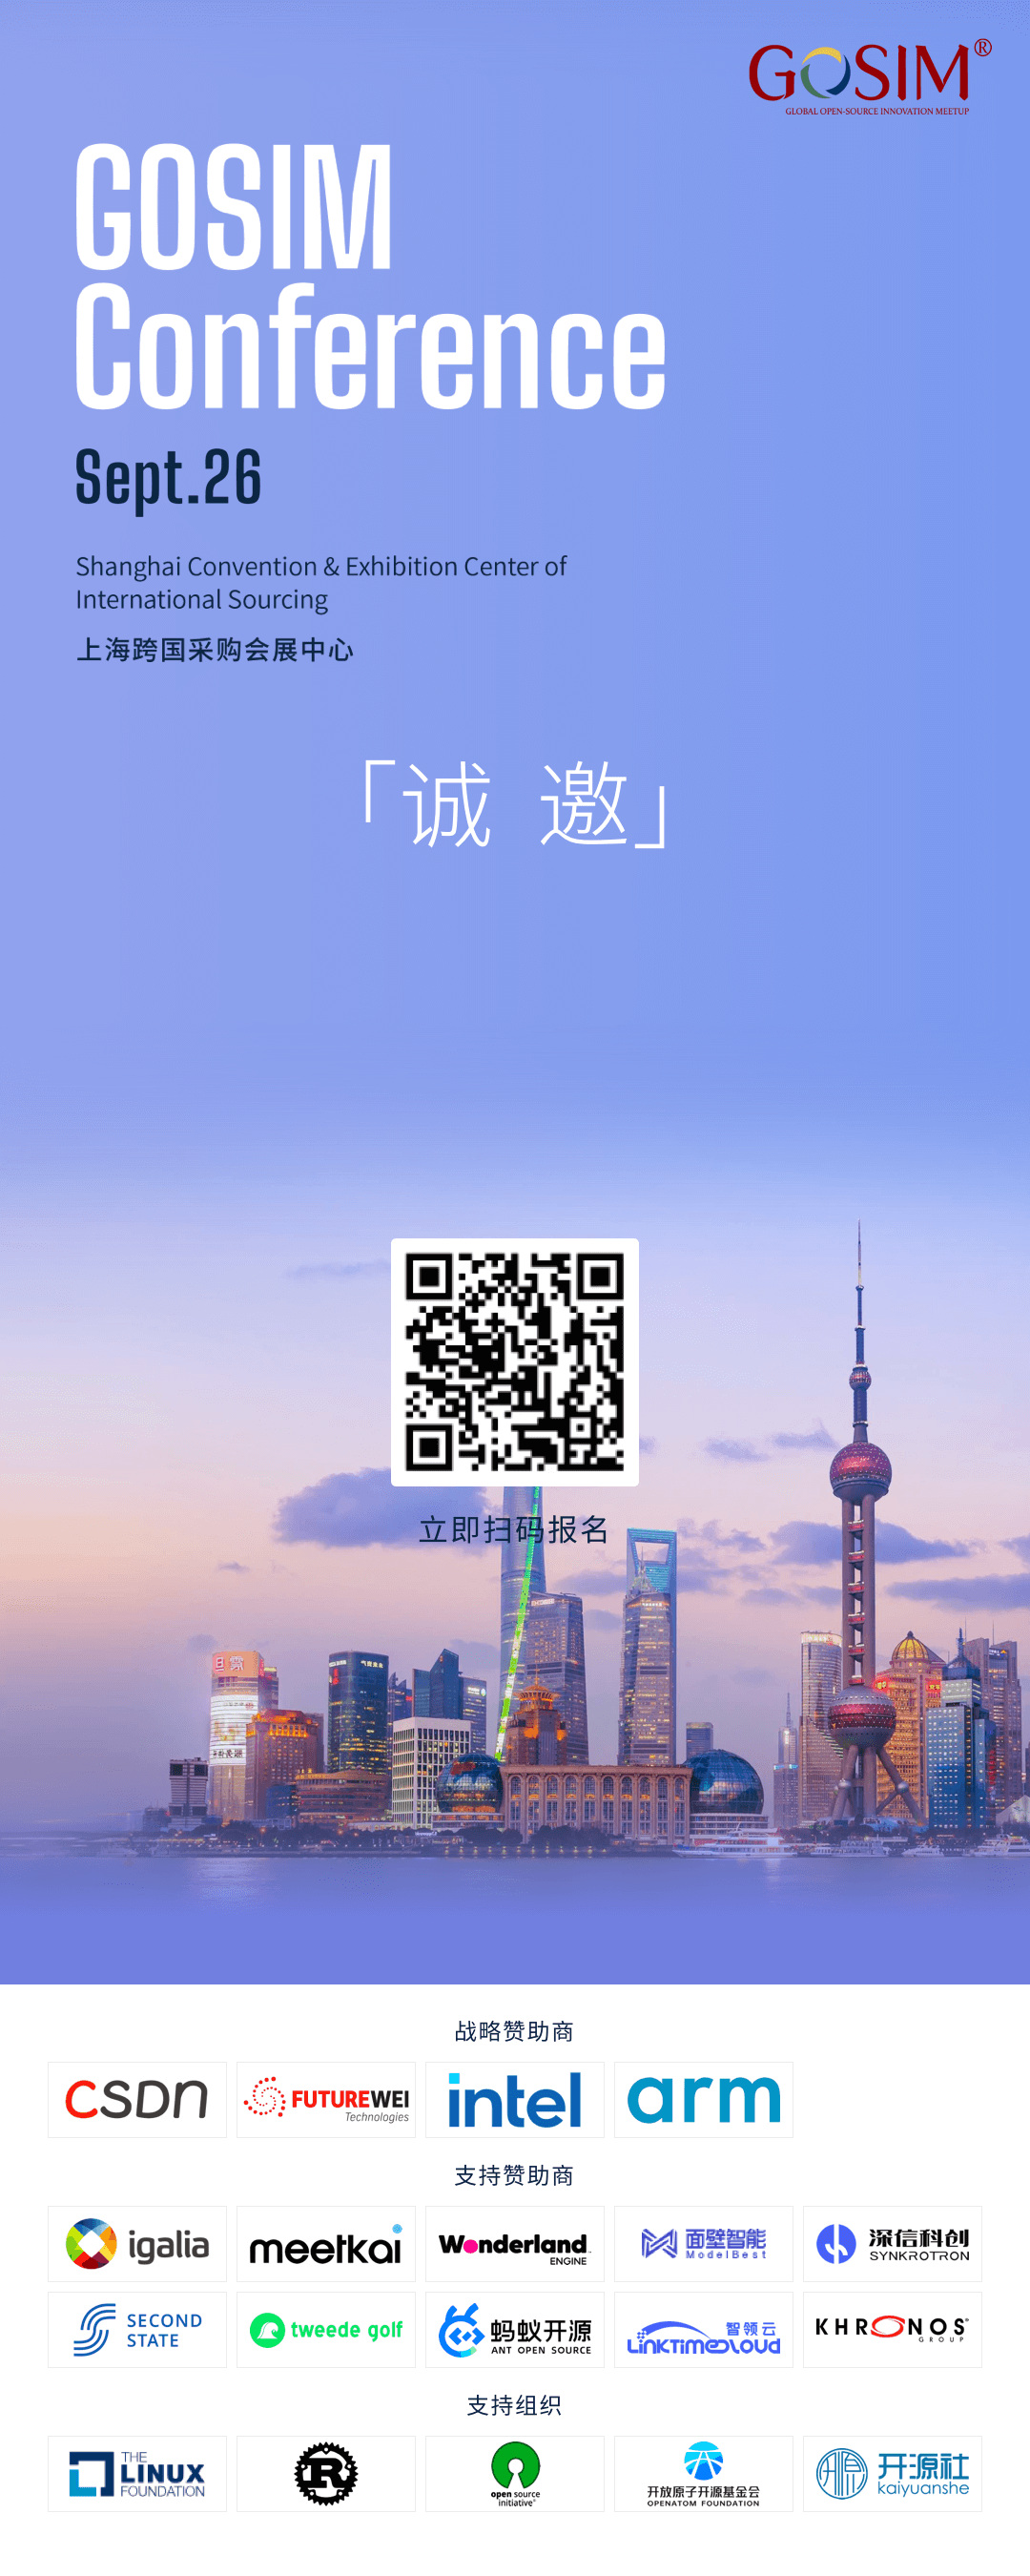 GOSIM®
GLOBAL OPEN-SOURCE INNOVATION MEETUP
GOSIM
Conference
Sept.26
Shanghai Convention & Exhibition Center of
International Sourcing
上海跨国采购会展中心
「诚 邀」
立即扫码报名
战略赞助商
CSDN
FUTUREWEI
Technologies
intel
arm
支持赞助商
igalia
meetkai
Wonderland
ENGINE
面壁智能
ModelBest
深信科创
SYNKROTRON
SECOND
STATE
tweede golf
蚂蚁开源
ANT OPEN SOURCE
智领云
LINKTIMECLOUD
KHRONOS®
GROUP
支持组织
THE
LINUX
FOUNDATION
R
open source
initiative®
开放原子开源基金会
OPENATOM FOUNDATION
开源社
kaiyuanshe